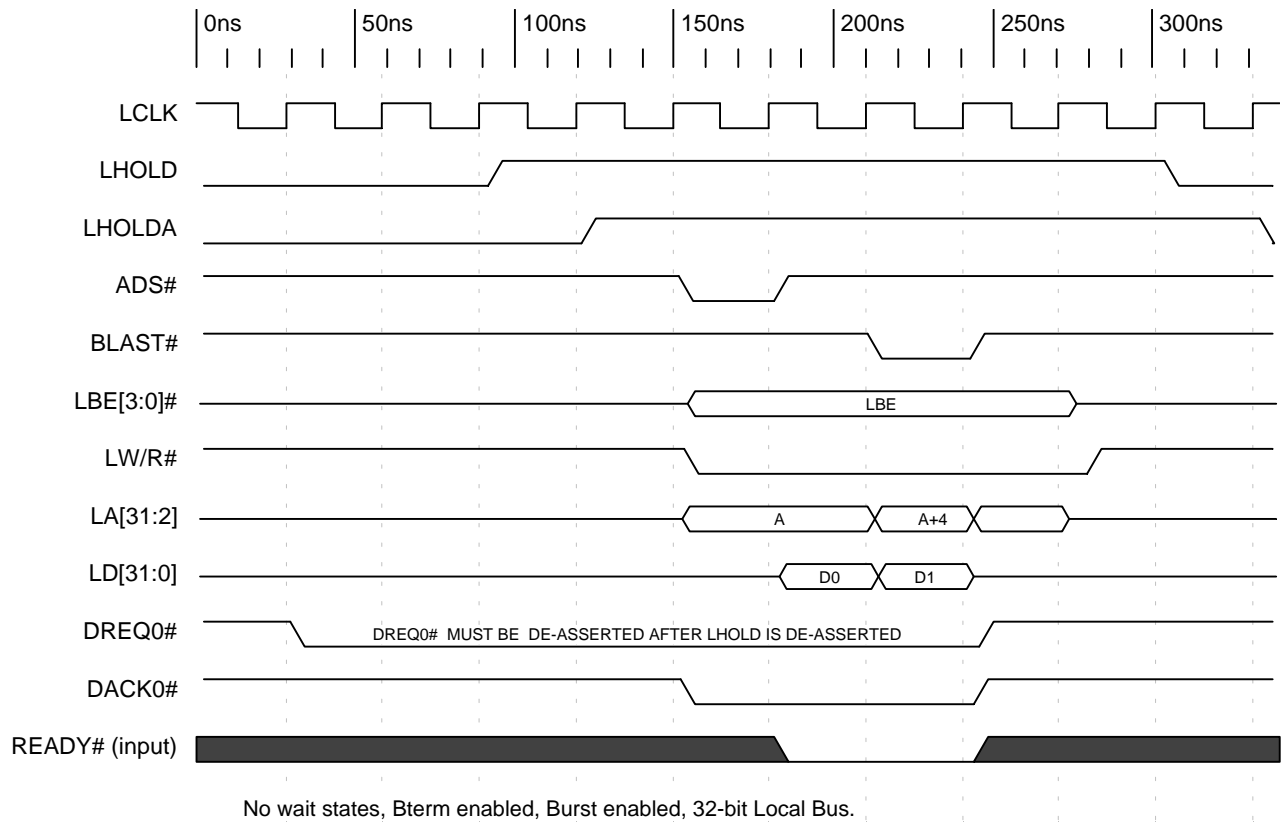 0ns 50ns 100ns 150ns 200ns 250ns 300ns
LCLK
LHOLD
LHOLDA
ADS#
BLAST#
LBE[3:0]# LBE
LW/R#
LA[31:2] A A+4
LD[31:0] D0 D1
DREQ0# DREQ0# MUST BE DE-ASSERTED AFTER LHOLD IS DE-ASSERTED
DACK0#
READY# (input)
No wait states, Bterm enabled, Burst enabled, 32-bit Local Bus.